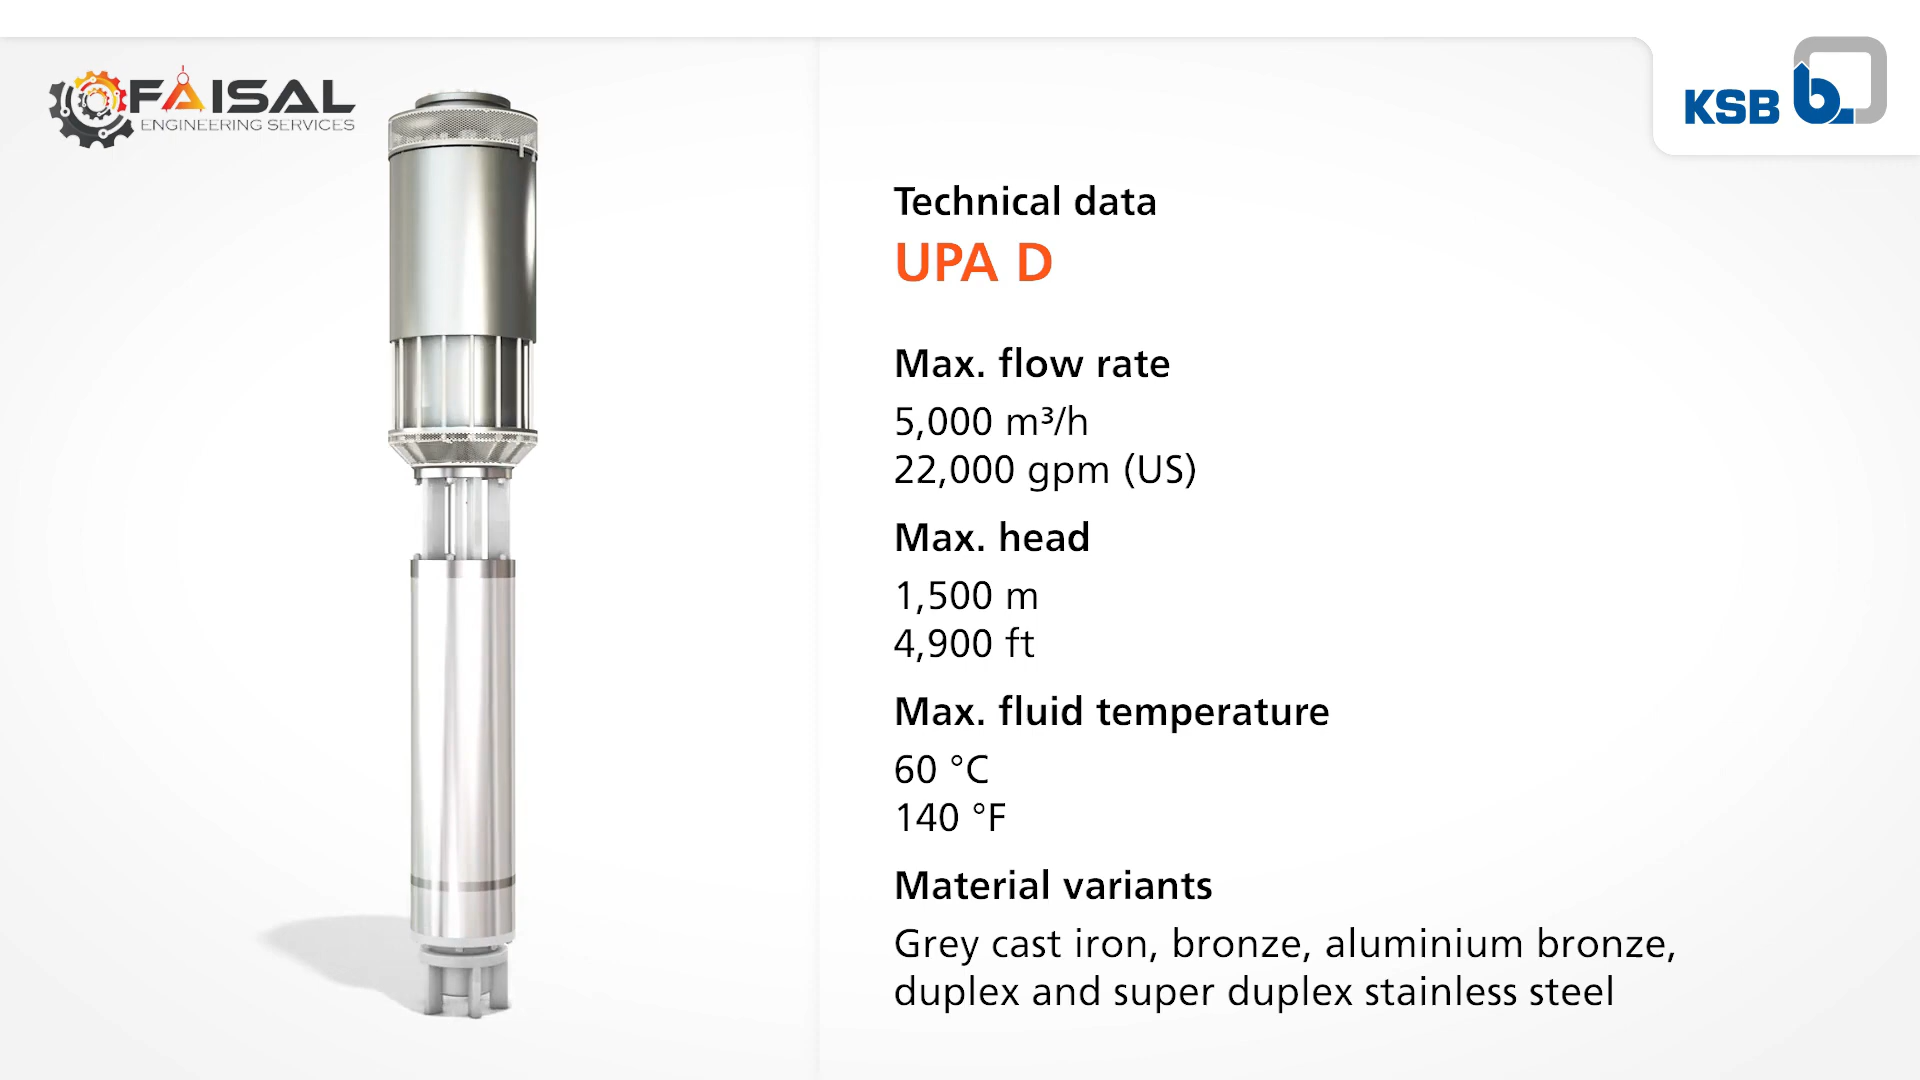 FAISAL
ENGINEERING SERVICES
KSB b
Technical data
UPA D
Max. flow rate
5,000 m³/h
22,000 gpm (US)
Max. head
1,500 m
4,900 ft
Max. fluid temperature
60 °C
140 °F
Material variants
Grey cast iron, bronze, aluminium bronze,
duplex and super duplex stainless steel